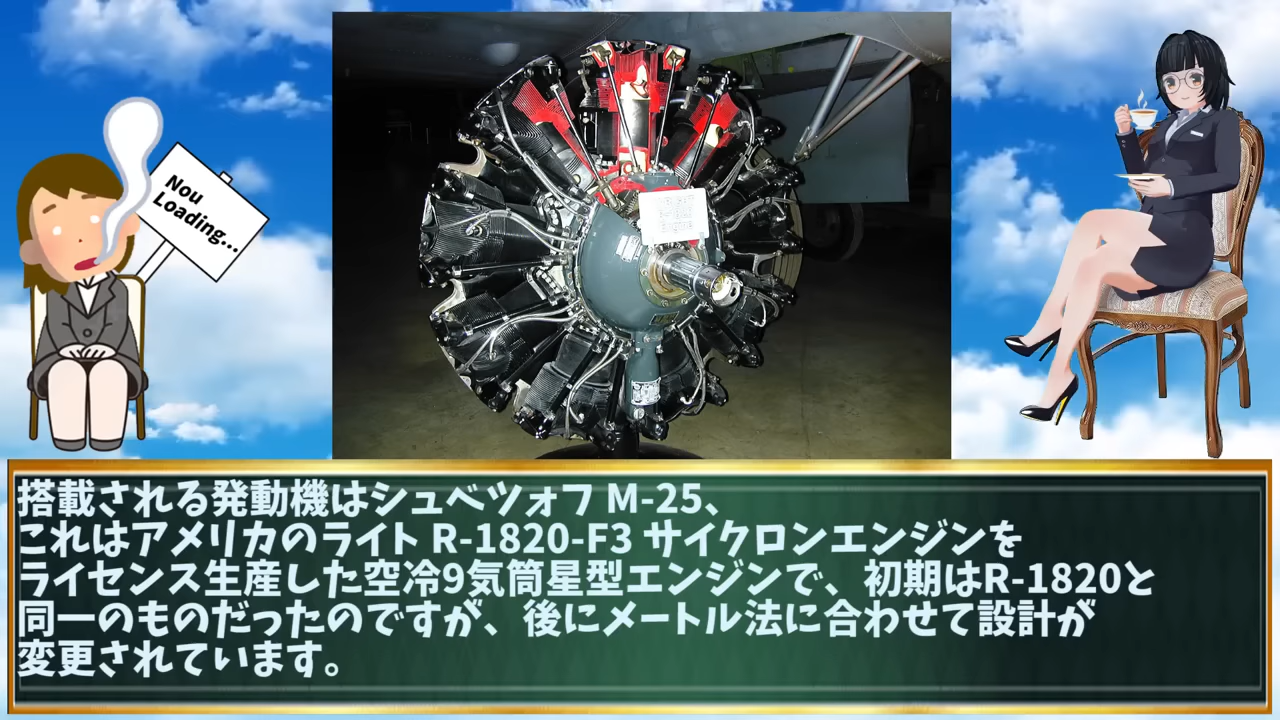 Nou
Loading...
搭載される発動機はシュベツォフ M-25、
これはアメリカのライト R-1820-F3 サイクロンエンジンを
ライセンス生産した空冷9気筒星型エンジンで、初期はR-1820と
同一のものだったのですが、後にメートル法に合わせて設計が
変更されています。